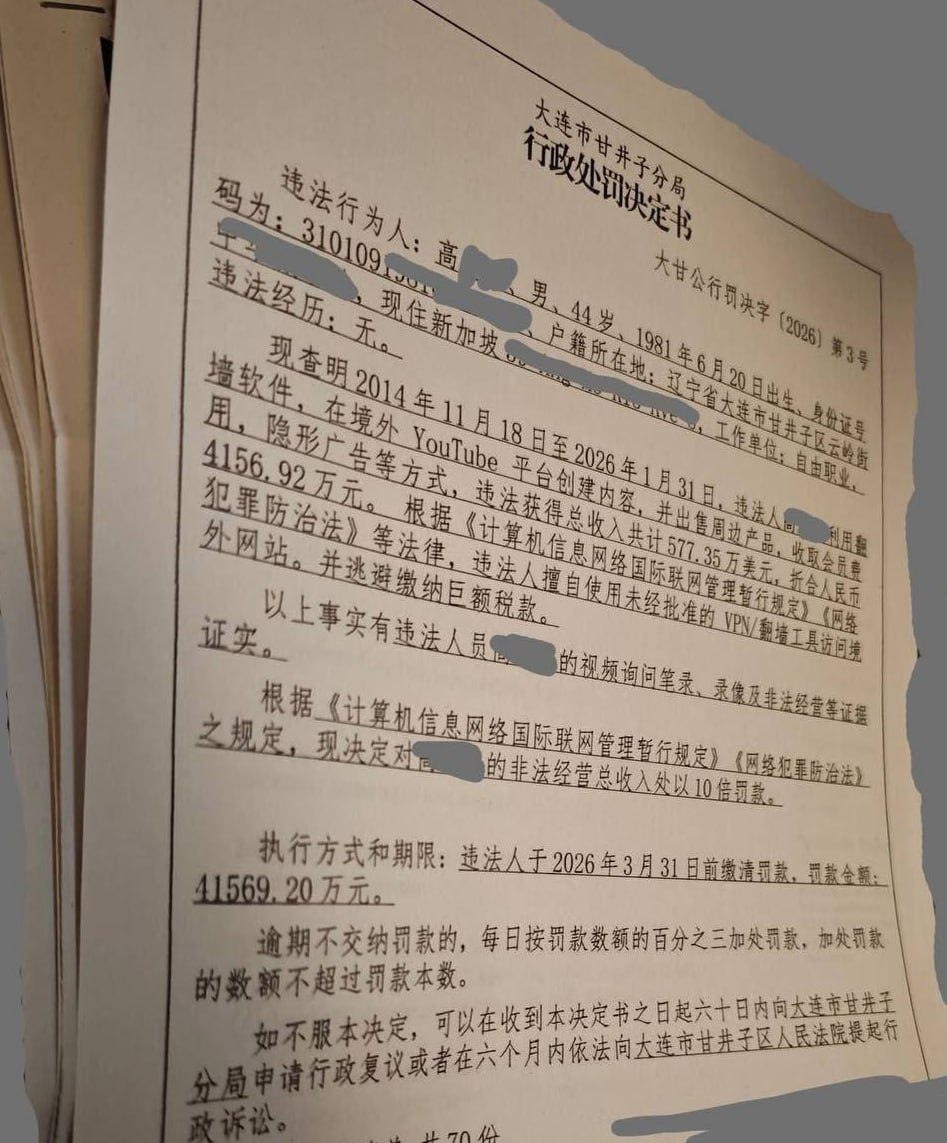 大连市甘井子分局
行政处罚决定书
大甘公行罚决字〔2026〕第3号
违法行为人：高、男、44岁、1981年6月20日出生、身份证号
码为：3101091981、户籍所在地：辽宁省大连市甘井子区云岭街
，现住新加坡，工作单位：自由职业，
违法经历：无。
现查明2014年11月18日至2026年1月31日，违法人利用翻
墙软件，在境外 YouTube 平台创建内容，并出售周边产品，收取会员费
用，隐形广告等方式，违法获得总收入共计577.35万美元，折合人民币
4156.92万元。根据《计算机信息网络国际联网管理暂行规定》《网络
犯罪防治法》等法律，违法人擅自使用未经批准的 VPN/翻墙工具访问境
外网站。并逃避缴纳巨额税款。
以上事实有违法人员的视频询问笔录、录像及非法经营等证据
证实。
根据《计算机信息网络国际联网管理暂行规定》《网络犯罪防治法》
之规定，现决定对的非法经营总收入处以10倍罚款。
执行方式和期限：违法人于2026年3月31日前缴清罚款，罚款金额：
41569.20万元。
逾期不交纳罚款的，每日按罚款数额的百分之三加处罚款，加处罚款
的数额不超过罚款本数。
如不服本决定，可以在收到本决定书之日起六十日内向大连市甘井子
分局申请行政复议或者在六个月内依法向大连市甘井子区人民法院提起行
政诉讼。
共70份